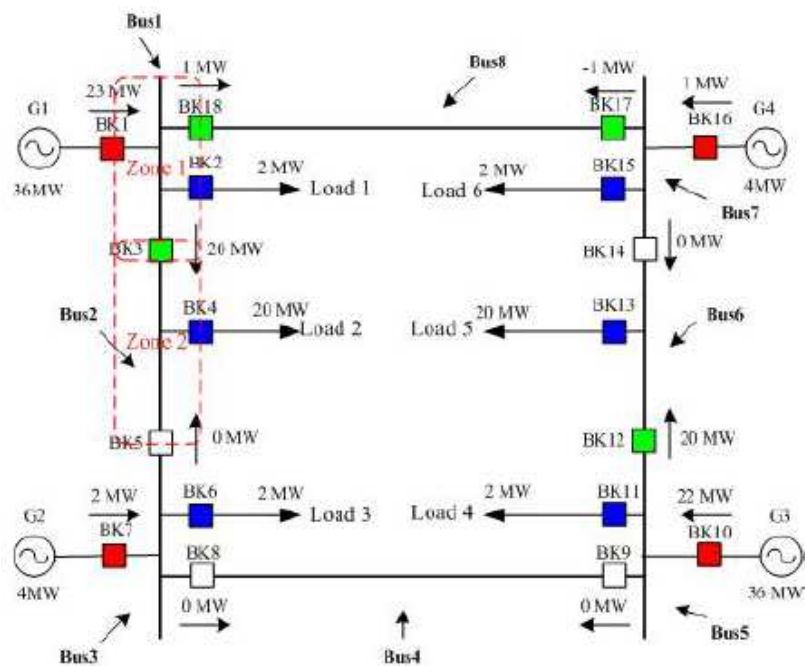 Bus1
1 MW
Bus8
-1 MW
23 MW
1 MW
G1
BK1
BK18
BK17
BK16
G4
Zone 1
BK2
2 MW
2 MW
BK15
36MW
Load 1
Load 6
4MW
Bus7
BK3
20 MW
BK14
0 MW
Bus2
BK4
20 MW
20 MW
BK13
Bus6
Zone 2
Load 2
Load 5
BK5
0 MW
BK12
20 MW
2 MW
BK6
2 MW
2 MW
BK11
22 MW
G2
BK7
Load 3
Load 4
BK10
G3
BK8
BK9
4MW
0 MW
0 MW
36 MW
Bus3
Bus4
Bus5